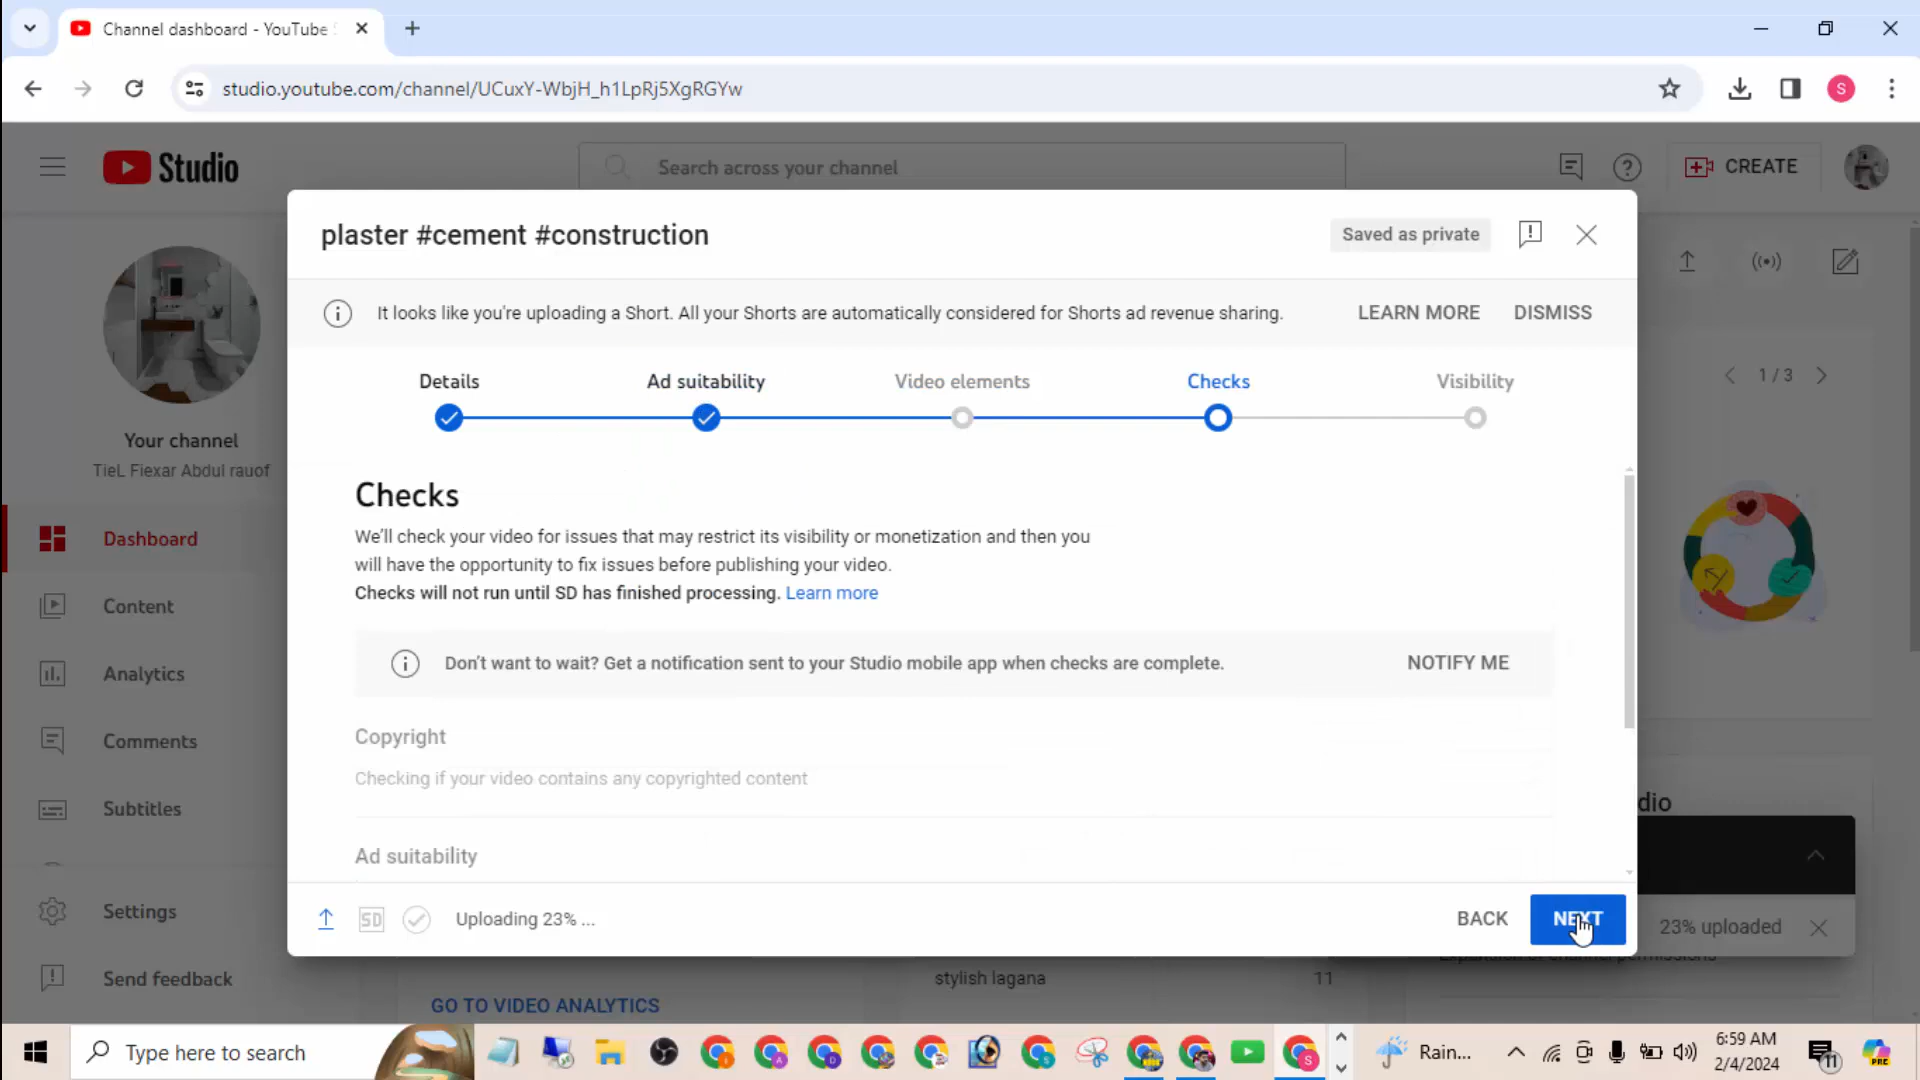 Channel dashboard - YouTube
studio.youtube.com/channel/UCuxY-WbjH_h1LpRj5XgRGYw
S
Studio
Search across your channel
CREATE
plaster #cement #construction
Saved as private
It looks like you're uploading a Short. All your Shorts are automatically considered for Shorts ad revenue sharing.
LEARN MORE
DISMISS
Details
Ad suitability
Video elements
Checks
Visibility
1 / 3
Your channel
TieL Fiexar Abdul rauof
Dashboard
Content
Analytics
Comments
Subtitles
Settings
Send feedback
Checks
We'll check your video for issues that may restrict its visibility or monetization and then you
will have the opportunity to fix issues before publishing your video.
Checks will not run until SD has finished processing. Learn more
Don't want to wait? Get a notification sent to your Studio mobile app when checks are complete.
NOTIFY ME
Copyright
Checking if your video contains any copyrighted content
Ad suitability
SD
Uploading 23% ...
BACK
NEXT
dio
23% uploaded
stylish lagana
11
GO TO VIDEO ANALYTICS
Type here to search
Rain...
6:59 AM
2/4/2024
11
PRE